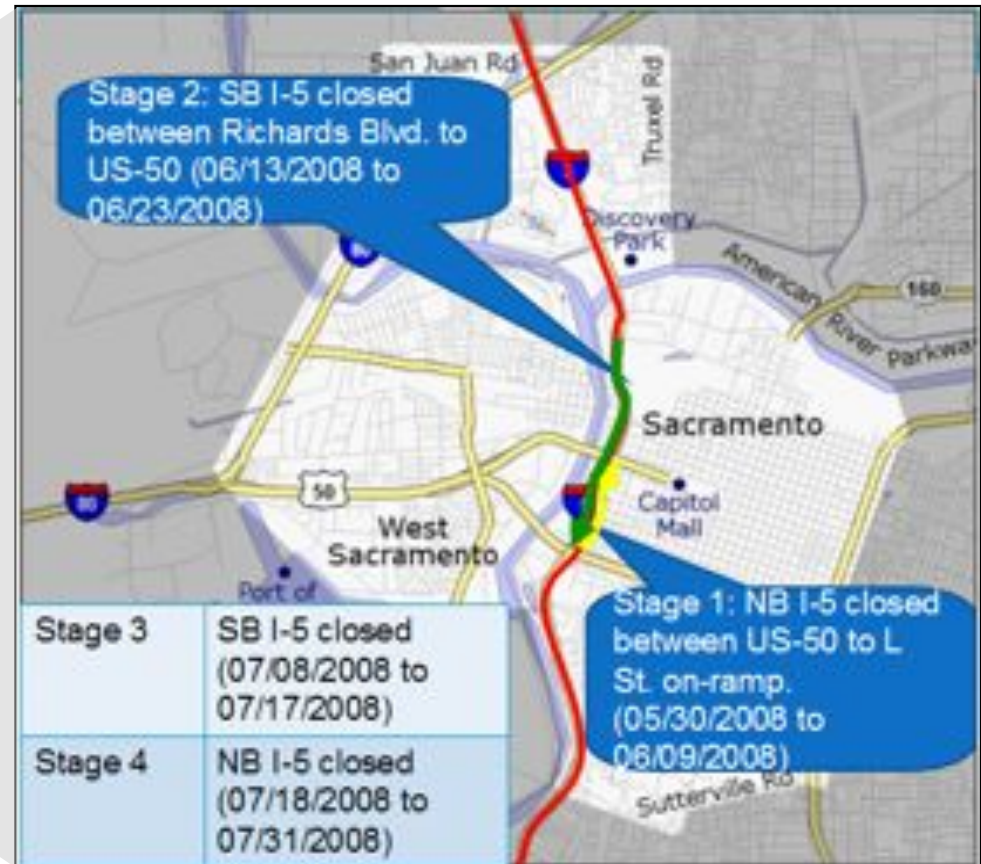 San Juan Rd
Truxel Rd
Stage 2: SB I-5 closed
between Richards Blvd. to
US-50 (06/13/2008 to
06/23/2008)
Discovery
Park
American
River Parkwa
160
Sacramento
50
80
Capitol
Mall
West
Sacramento
Port of
Stage 1: NB I-5 closed
between US-50 to L
St. on-ramp.
(05/30/2008 to
06/09/2008)
Stage 3
SB I-5 closed
(07/08/2008 to
07/17/2008)
Stage 4
NB I-5 closed
(07/18/2008 to
07/31/2008)
Sutterville Rd